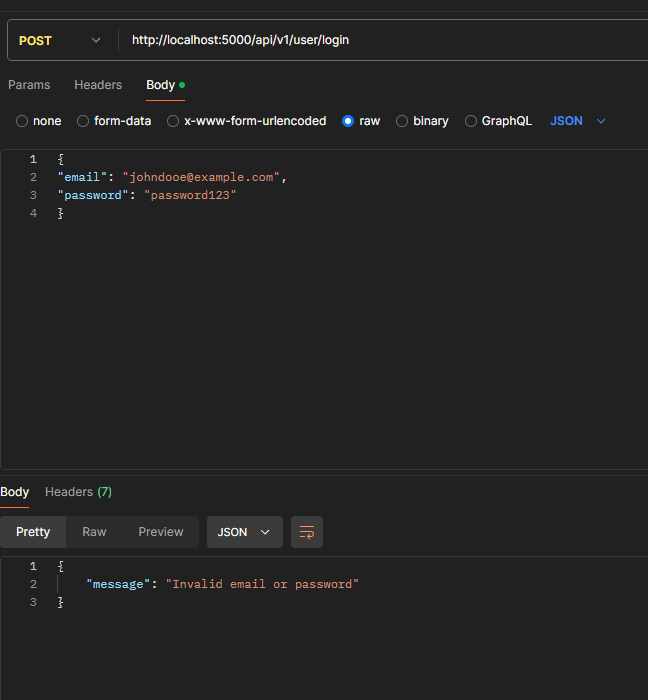 POST http://localhost:5000/api/v1/user/login
Params Headers Body
none form-data x-www-form-urlencoded raw binary GraphQL JSON
1 {
2 "email": "johndooe@example.com",
3 "password": "password123"
4 }
Body Headers (7)
Pretty Raw Preview JSON
1 {
2 "message": "Invalid email or password"
3 }